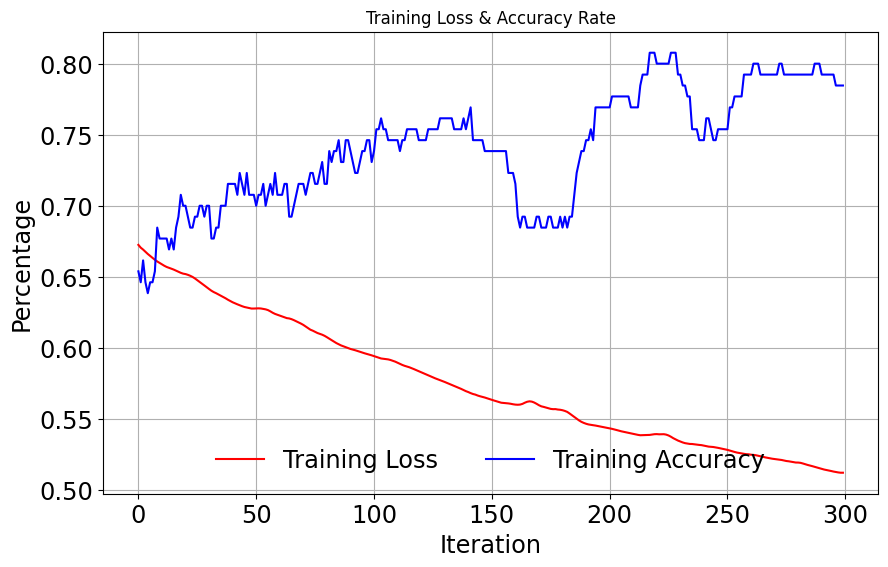 Training Loss & Accuracy Rate
0.80
0.75
0.70
0.65
0.60
0.55
0.50
Percentage
Training Loss Training Accuracy
0 50 100 150 200 250 300
Iteration